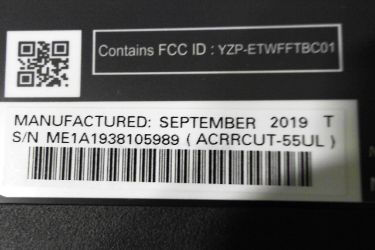 Contains FCC ID : YZP-ETWFFTBC01
MANUFACTURED: SEPTEMBER 2019 T
S/N ME1A1938105989 ( ACRRCUT-55UL )